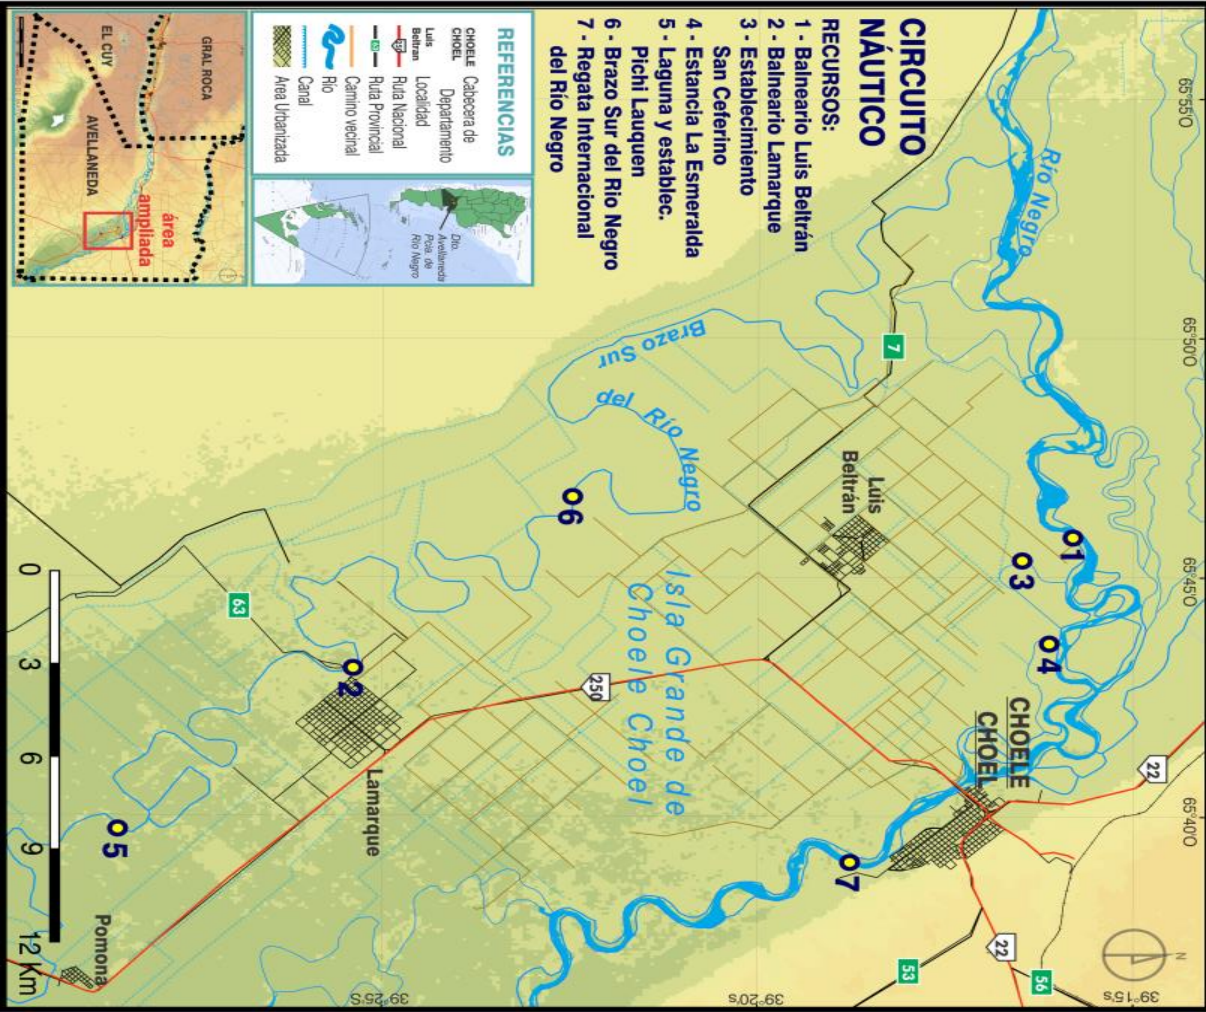 CIRCUITO
NÁUTICO
RECURSOS:
1 - Balneario Luis Beltrán
2 - Balneario Lamarque
3 - Establecimiento
San Ceferino
4 - Estancia La Esmeralda
5 - Laguna y establec.
Pichi Lauquen
6 - Brazo Sur del Rio Negro
7 - Regata Internacional
del Río Negro
REFERENCIAS
CHOELE
CHOEL
Cabecera de
Departamento
Luis
Beltran
Localidad
250
Ruta Nacional
63
Ruta Provincial
Camino vecinal
Río
Canal
Area Urbanizada
Dto.
Avellaneda
Pcia. de
Río Negro
GRAL ROCA
EL CUY
AVELLANEDA
área
ampliada
65°55'O
65°50'O
65°45'O
65°40'O
39°15'S
39°20'S
39°25'S
Río Negro
Brazo Sur
del Río Negro
Isla Grande de
Choele Choel
Luis
Beltrán
CHOELE
CHOEL
Lamarque
Pomona
1
2
3
4
5
6
7
7
63
250
22
22
53
56
N
0 3 6 9 12 Km